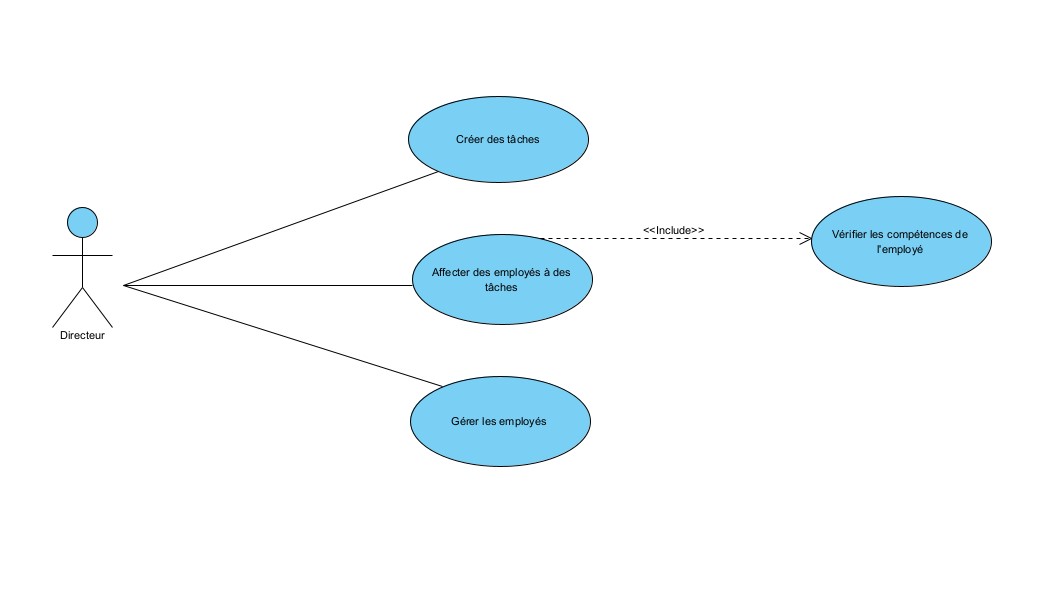 Créer des tâches
<<Include>>
Vérifier les compétences de
l'employé
Affecter des employés à des
tâches
Directeur
Gérer les employés